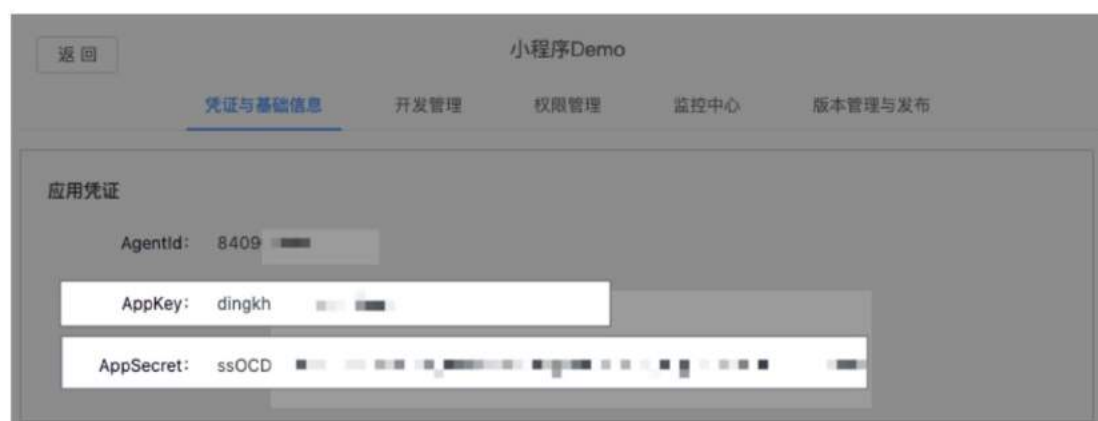 返 回
小程序Demo
凭证与基础信息 开发管理 权限管理 监控中心 版本管理与发布
应用凭证
AgentId: 8409
AppKey: dingkh
AppSecret: ssOCD